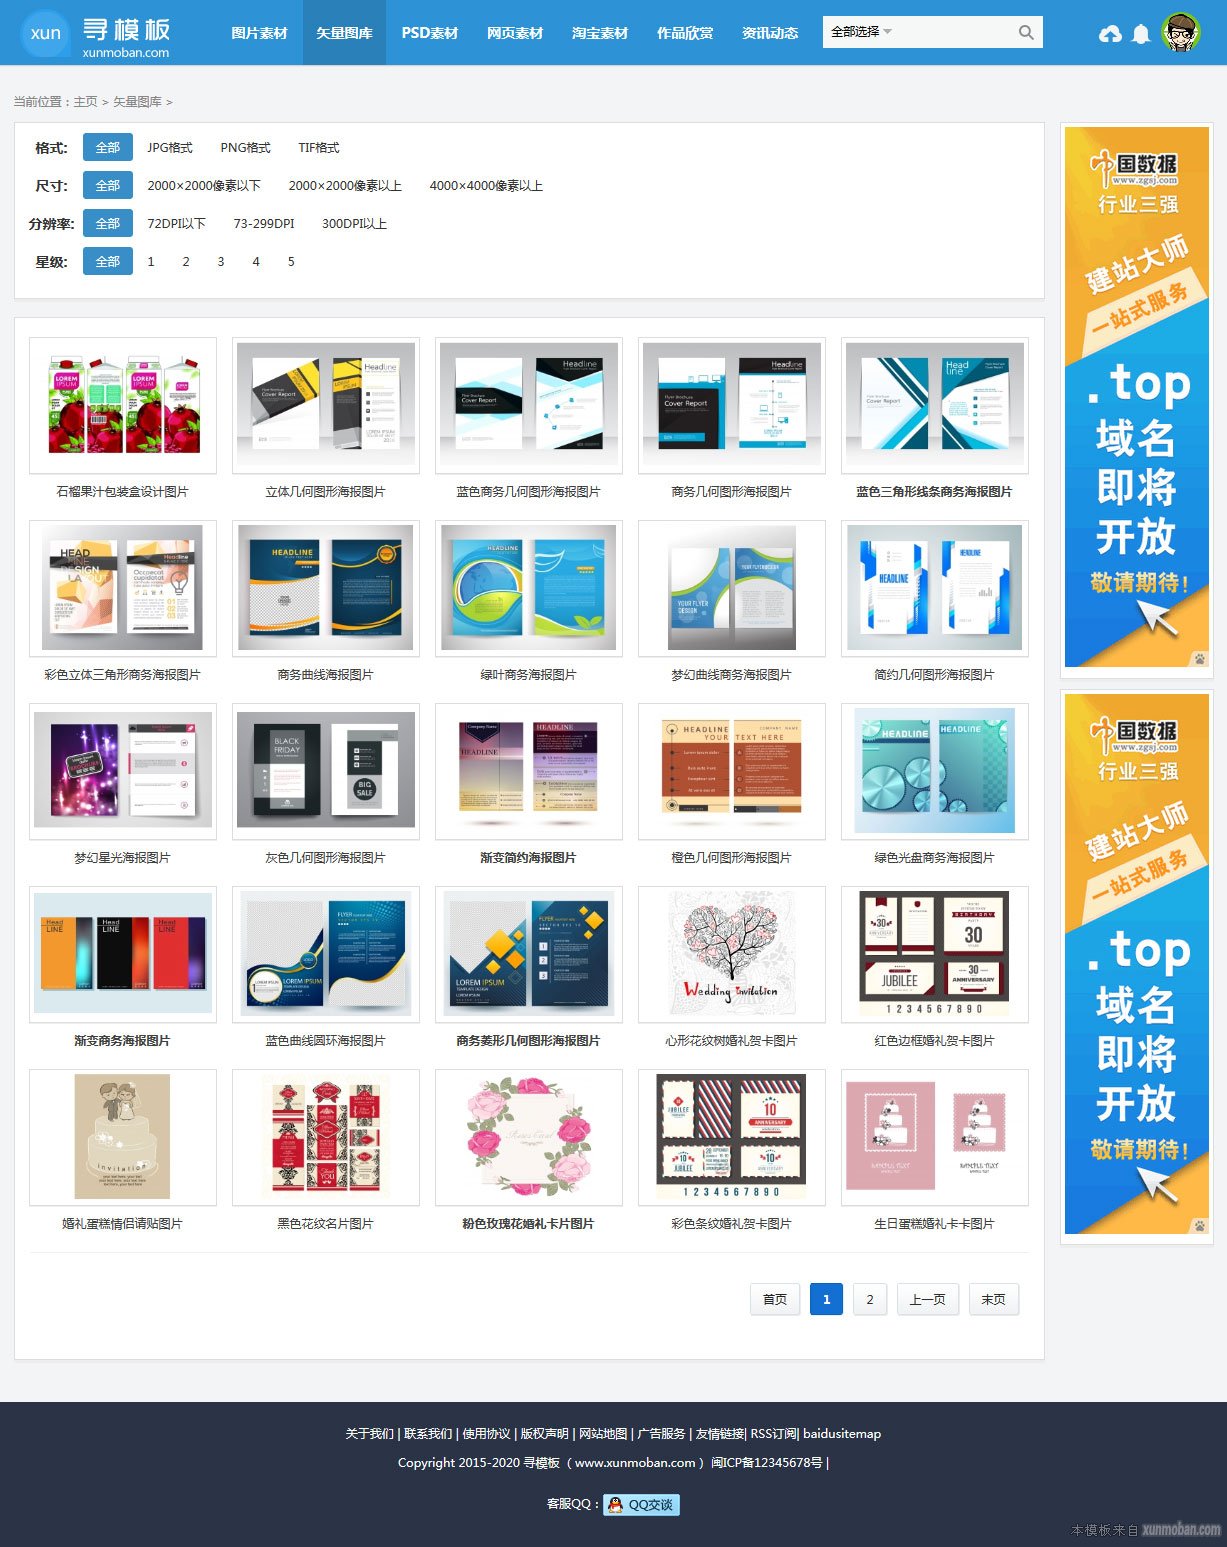 xun 寻模板 xunmoban.com
图片素材 矢量图库 PSD素材 网页素材 淘宝素材 作品欣赏 资讯动态 全部选择
当前位置：主页 > 矢量图库 >
格式: 全部 JPG格式 PNG格式 TIF格式
尺寸: 全部 2000×2000像素以下 2000×2000像素以上 4000×4000像素以上
分辨率: 全部 72DPI以下 73-299DPI 300DPI以上
星级: 全部 1 2 3 4 5
石榴果汁包装盒设计图片 立体几何图形海报图片 蓝色商务几何图形海报图片 商务几何图形海报图片 蓝色三角形线条商务海报图片
彩色立体三角形商务海报图片 商务曲线海报图片 绿叶商务海报图片 梦幻曲线商务海报图片 简约几何图形海报图片
梦幻星光海报图片 灰色几何图形海报图片 渐变简约海报图片 橙色几何图形海报图片 绿色光盘商务海报图片
渐变商务海报图片 蓝色曲线圆环海报图片 商务菱形几何图形海报图片 心形花纹树婚礼贺卡图片 红色边框婚礼贺卡图片
婚礼蛋糕情侣请贴图片 黑色花纹名片图片 粉色玫瑰花婚礼卡片图片 彩色条纹婚礼贺卡图片 生日蛋糕婚礼卡卡图片
首页 1 2 上一页 末页
中国数据
www.zgsj.com
行业三强
建站大师
一站式服务
.top
域名
即将
开放
敬请期待!
中国数据
www.zgsj.com
行业三强
建站大师
一站式服务
.top
域名
即将
开放
敬请期待!
关于我们 | 联系我们 | 使用协议 | 版权声明 | 网站地图 | 广告服务 | 友情链接| RSS订阅| baidusitemap
Copyright 2015-2020 寻模板 （ www.xunmoban.com ） 闽ICP备12345678号 |
客服QQ： QQ交谈
本模板来自 xunmoban.com